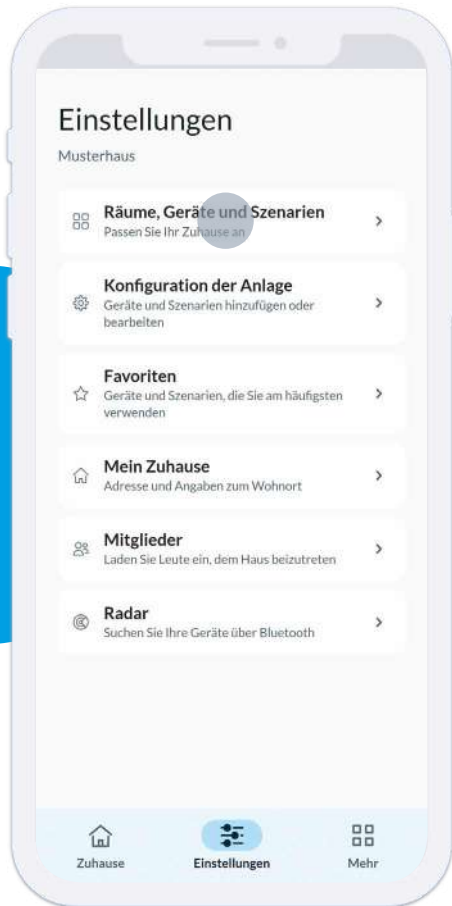 Einstellungen
Musterhaus
Räume, Geräte und Szenarien
Passen Sie Ihr Zuhause an
Konfiguration der Anlage
Geräte und Szenarien hinzufügen oder
bearbeiten
Favoriten
Geräte und Szenarien, die Sie am häufigsten
verwenden
Mein Zuhause
Adresse und Angaben zum Wohnort
Mitglieder
Laden Sie Leute ein, dem Haus beizutreten
Radar
Suchen Sie Ihre Geräte über Bluetooth
Zuhause
Einstellungen
Mehr